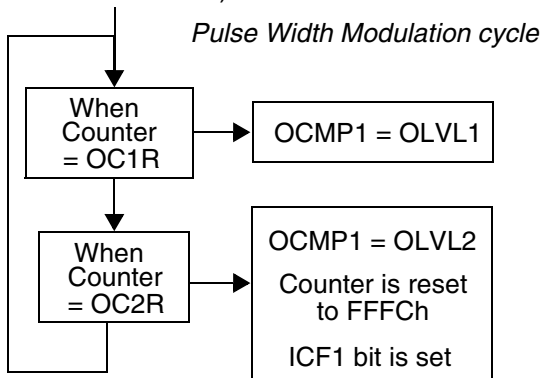 Pulse Width Modulation cycle
When
Counter
= OC1R
OCMP1 = OLVL1
When
Counter
= OC2R
OCMP1 = OLVL2
Counter is reset
to FFFCh
ICF1 bit is set